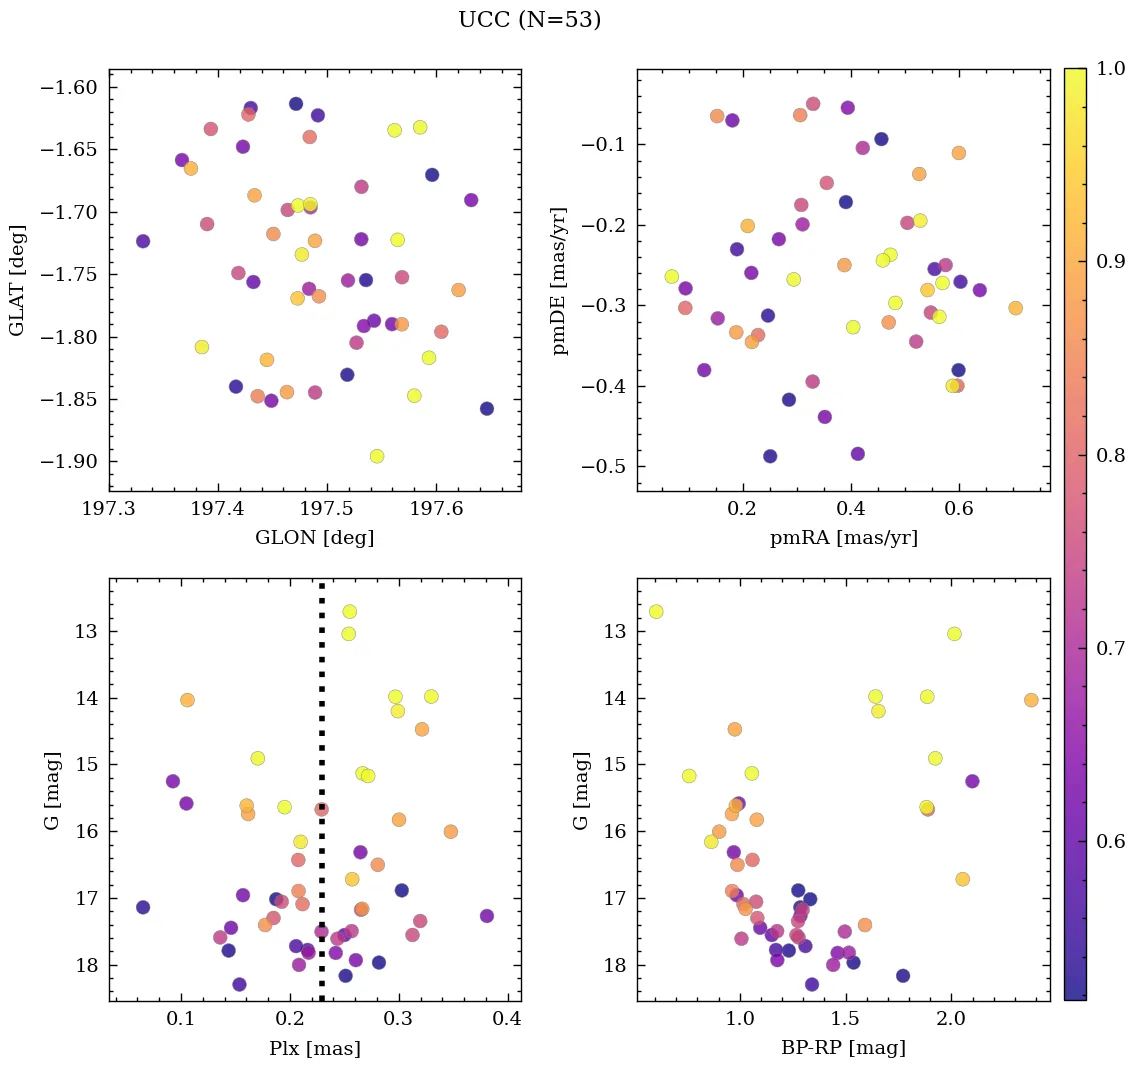 UCC (N=53)
−1.60
−1.65
−1.70
−1.75
−1.80
−1.85
−1.90
GLAT [deg]
197.3 197.4 197.5 197.6
GLON [deg]
−0.1
−0.2
−0.3
−0.4
−0.5
pmDE [mas/yr]
0.2 0.4 0.6
pmRA [mas/yr]
1.0
0.9
0.8
0.7
0.6
13
14
15
16
17
18
G [mag]
0.1 0.2 0.3 0.4
Plx [mas]
13
14
15
16
17
18
G [mag]
1.0 1.5 2.0
BP-RP [mag]